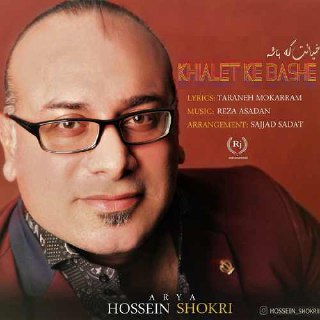 خیالت که باشه
KHIALET KE BASHE
LYRICS: TARANEH MOKARRAM
MUSIC: REZA ASADAN
ARRANGEMENT: SAJJAD SADAT
Rj
ARYA
HOSSEIN SHOKRI
HOSSEIN_SHOKRI